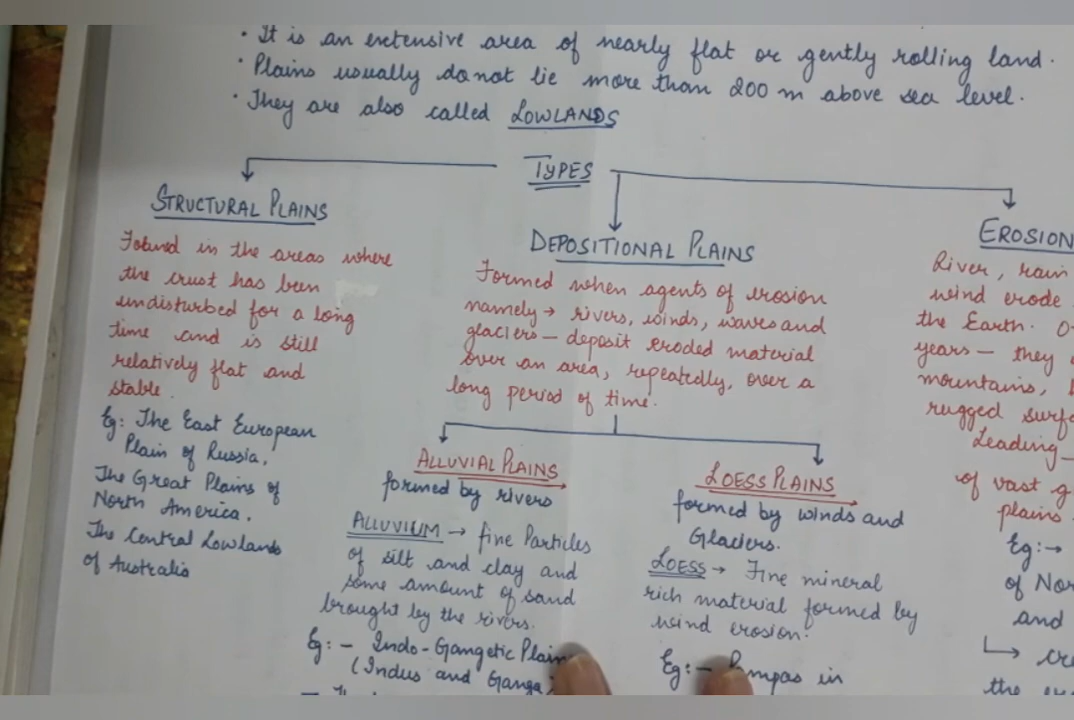 • It is an extensive area of nearly flat or gently rolling land.
• Plains usually donot lie more than 200 m above sea level.
• They are also called LOWLANDS
TYPES
STRUCTURAL PLAINS
Formed in the areas where
the crust has been
undisturbed for a long
time and is still
relatively flat and
stable.
Eg: The East European
Plain of Russia,
The Great Plains of
North America.
The Central Lowlands
of Australia
DEPOSITIONAL PLAINS
Formed when agents of erosion
namely → rivers, winds, waves and
glaciers — deposit eroded material
over an area, repeatedly, over a
long period of time.
ALLUVIAL PLAINS
formed by rivers
ALLUVIUM → fine Particles
of silt and clay and
some amount of sand
brought by the rivers.
Eg: – Indo-Gangetic Plain
(Indus and Ganga
LOESS PLAINS
formed by winds and
Glaciers.
LOESS → Fine mineral
rich material formed by
wind erosion.
Eg: – Pampas in
EROSION
River, rain
wind erode
the Earth. O
years — they
mountains,
rugged surfa
Leading
of vast g
plains
Eg: →
of Nor
and
↳ cr
the